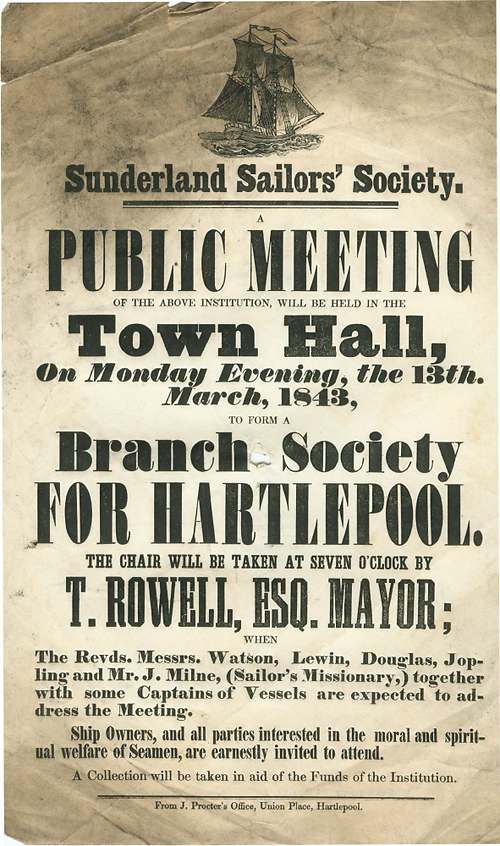 Sunderland Sailors' Society.
A
PUBLIC MEETING
OF THE ABOVE INSTITUTION, WILL BE HELD IN THE
Town Hall,
On Monday Evening, the 13th.
March, 1843,
TO FORM A
Branch Society
FOR HARTLEPOOL.
THE CHAIR WILL BE TAKEN AT SEVEN O'CLOCK BY
T. ROWELL, ESQ. MAYOR;
WHEN
The Revds. Messrs. Watson, Lewin, Douglas, Jop-
ling and Mr. J. Milne, (Sailor's Missionary,) together
with some Captains of Vessels are expected to ad-
dress the Meeting.
Ship Owners, and all parties interested in the moral and spirit-
ual welfare of Seamen, are earnestly invited to attend.
A Collection will be taken in aid of the Funds of the Institution.
From J. Procter's Office, Union Place, Hartlepool.